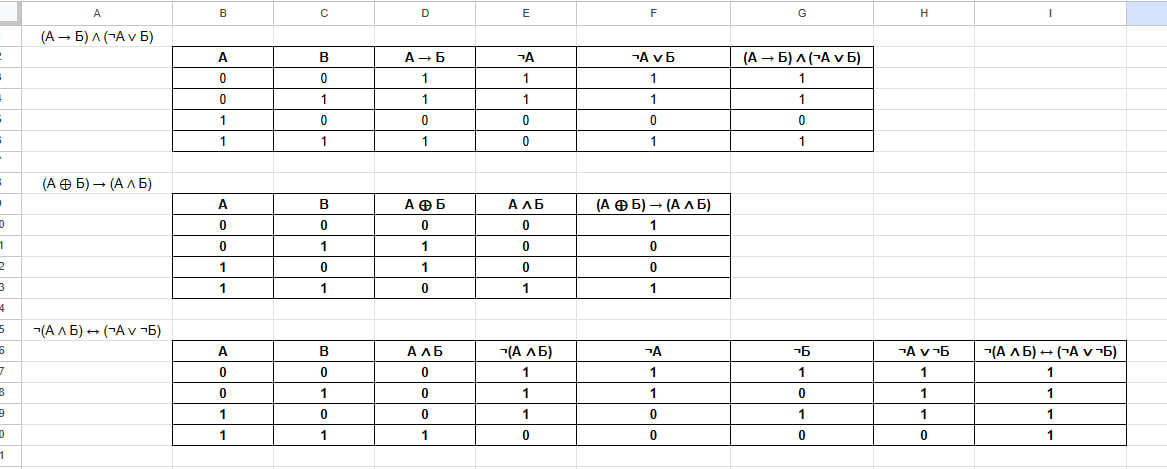 A B C D E F G H I
(А → Б) ∧ (¬А ∨ Б)
А В А → Б ¬А ¬А ∨ Б (А → Б) ∧ (¬А ∨ Б)
0 0 1 1 1 1
0 1 1 1 1 1
1 0 0 0 0 0
1 1 1 0 1 1
(А ⊕ Б) → (А ∧ Б)
А В А ⊕ Б А ∧ Б (А ⊕ Б) → (А ∧ Б)
0 0 0 0 1
0 1 1 0 0
1 0 1 0 0
1 1 0 1 1
¬(А ∧ Б) ↔ (¬А ∨ ¬Б)
А В А ∧ Б ¬(А ∧ Б) ¬А ¬Б ¬А ∨ ¬Б ¬(А ∧ Б) ↔ (¬А ∨ ¬Б)
0 0 0 1 1 1 1 1
0 1 0 1 1 0 1 1
1 0 0 1 0 1 1 1
1 1 1 0 0 0 0 1